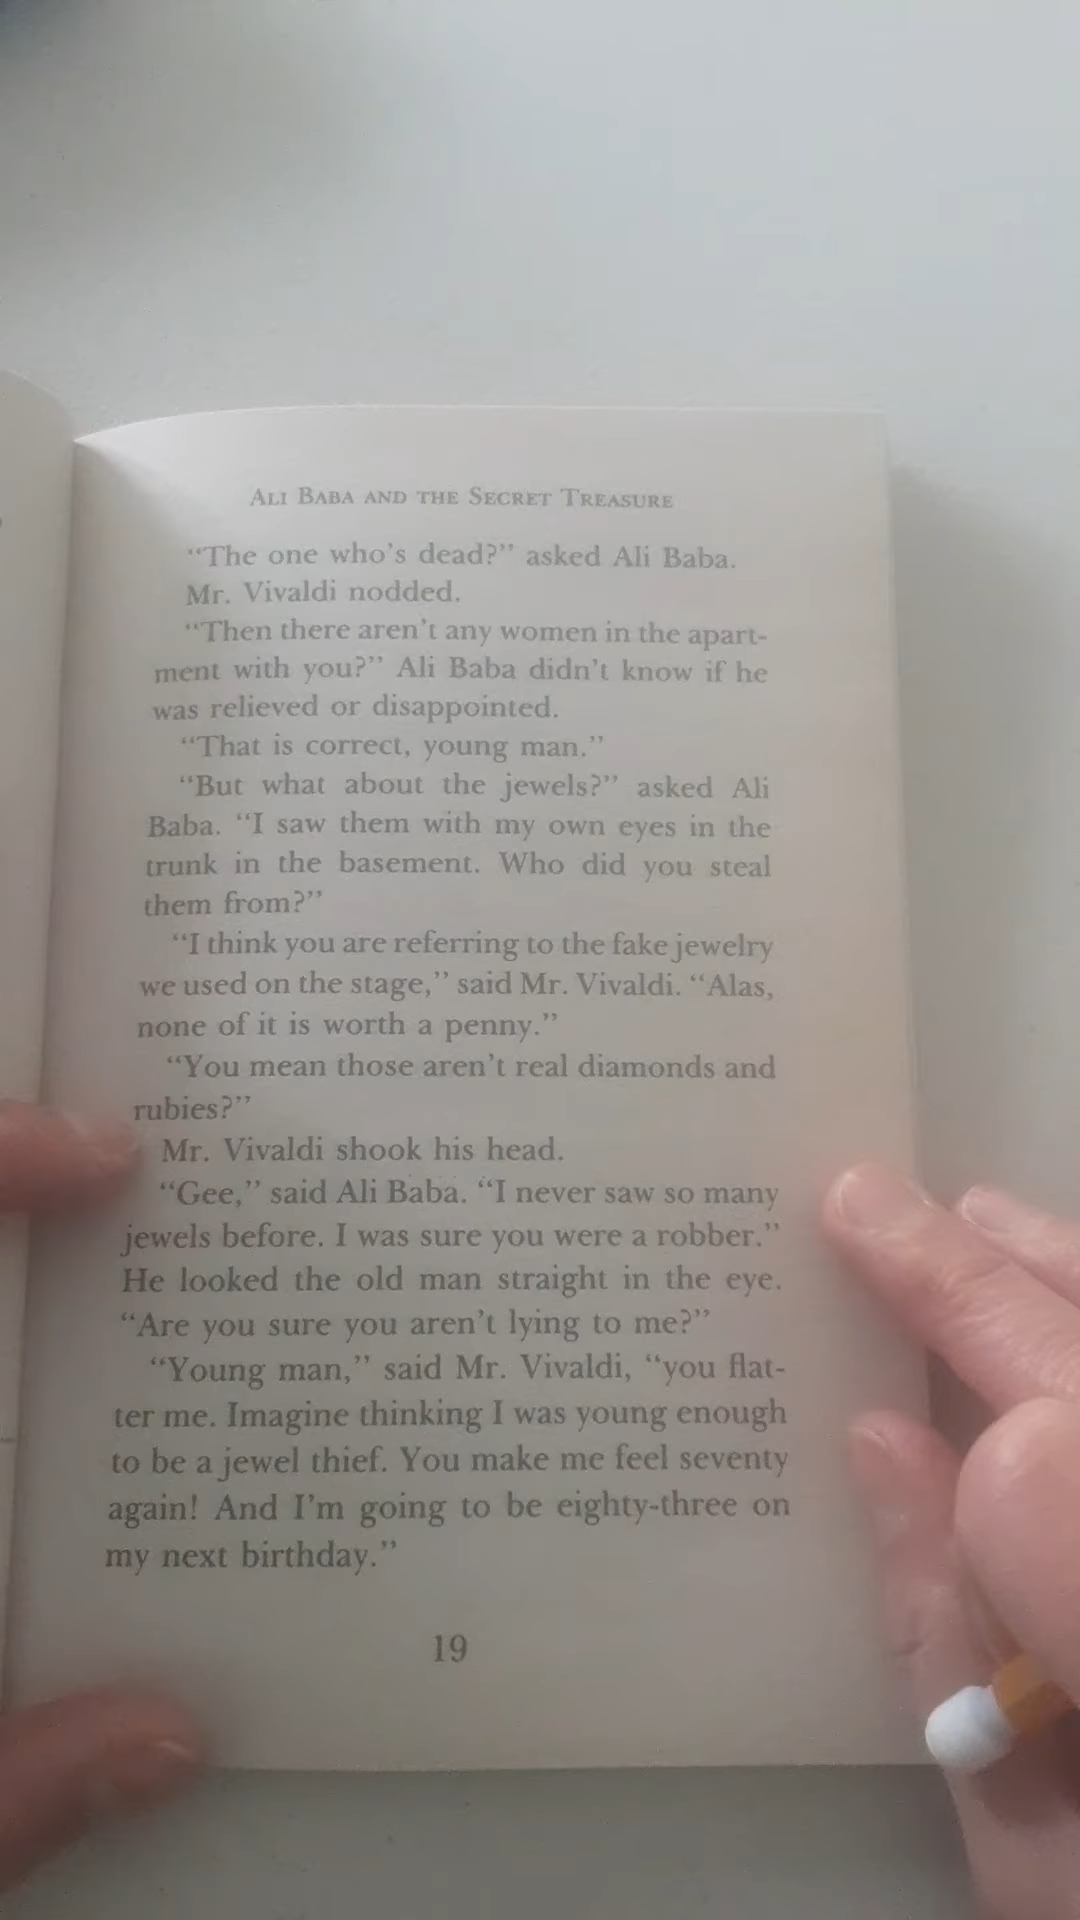 ALI BABA AND THE SECRET TREASURE
“The one who’s dead?” asked Ali Baba.
Mr. Vivaldi nodded.
“Then there aren’t any women in the apart-
ment with you?” Ali Baba didn’t know if he
was relieved or disappointed.
“That is correct, young man.”
“But what about the jewels?” asked Ali
Baba. “I saw them with my own eyes in the
trunk in the basement. Who did you steal
them from?”
“I think you are referring to the fake jewelry
we used on the stage,” said Mr. Vivaldi. “Alas,
none of it is worth a penny.”
“You mean those aren’t real diamonds and
rubies?”
Mr. Vivaldi shook his head.
“Gee,” said Ali Baba. “I never saw so many
jewels before. I was sure you were a robber.”
He looked the old man straight in the eye.
“Are you sure you aren’t lying to me?”
“Young man,” said Mr. Vivaldi, “you flat-
ter me. Imagine thinking I was young enough
to be a jewel thief. You make me feel seventy
again! And I’m going to be eighty-three on
my next birthday.”
19